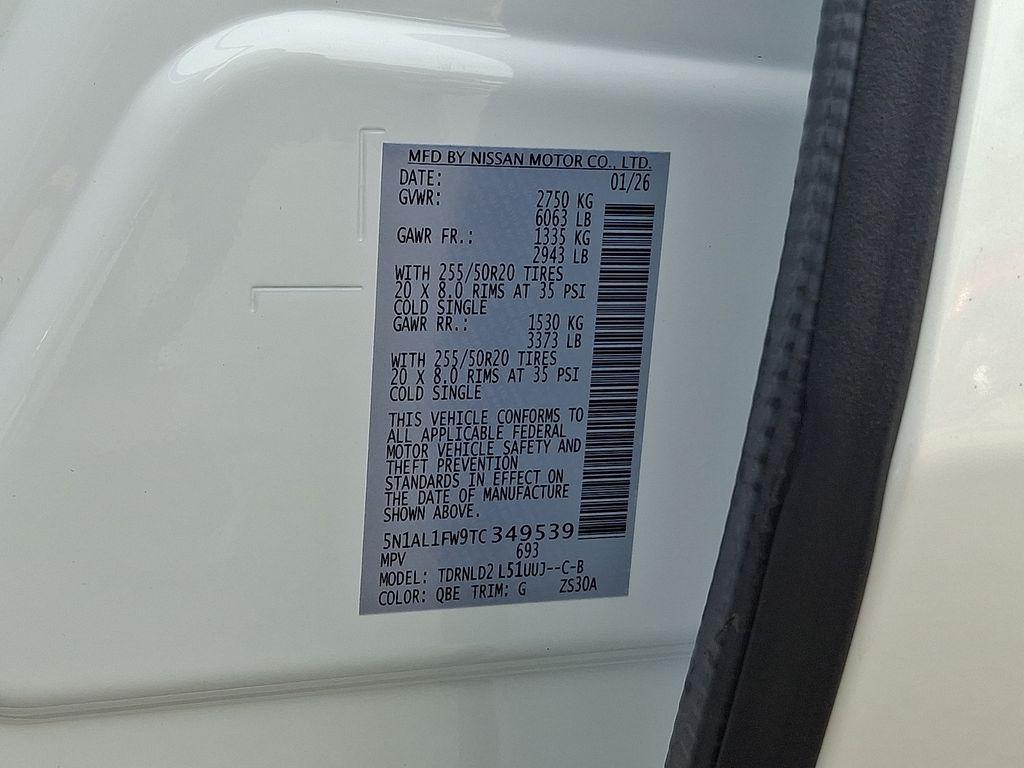 MFD BY NISSAN MOTOR CO., LTD.
DATE: 01/26
GVWR: 2750 KG
6063 LB
GAWR FR.: 1335 KG
2943 LB
WITH 255/50R20 TIRES
20 X 8.0 RIMS AT 35 PSI
COLD SINGLE
GAWR RR.: 1530 KG
3373 LB
WITH 255/50R20 TIRES
20 X 8.0 RIMS AT 35 PSI
COLD SINGLE
THIS VEHICLE CONFORMS TO
ALL APPLICABLE FEDERAL
MOTOR VEHICLE SAFETY AND
THEFT PREVENTION
STANDARDS IN EFFECT ON
THE DATE OF MANUFACTURE
SHOWN ABOVE.
5N1AL1FW9TC349539
MPV 693
MODEL: TDRNLD2 L51UUJ--C-B
COLOR: QBE TRIM: G ZS30A